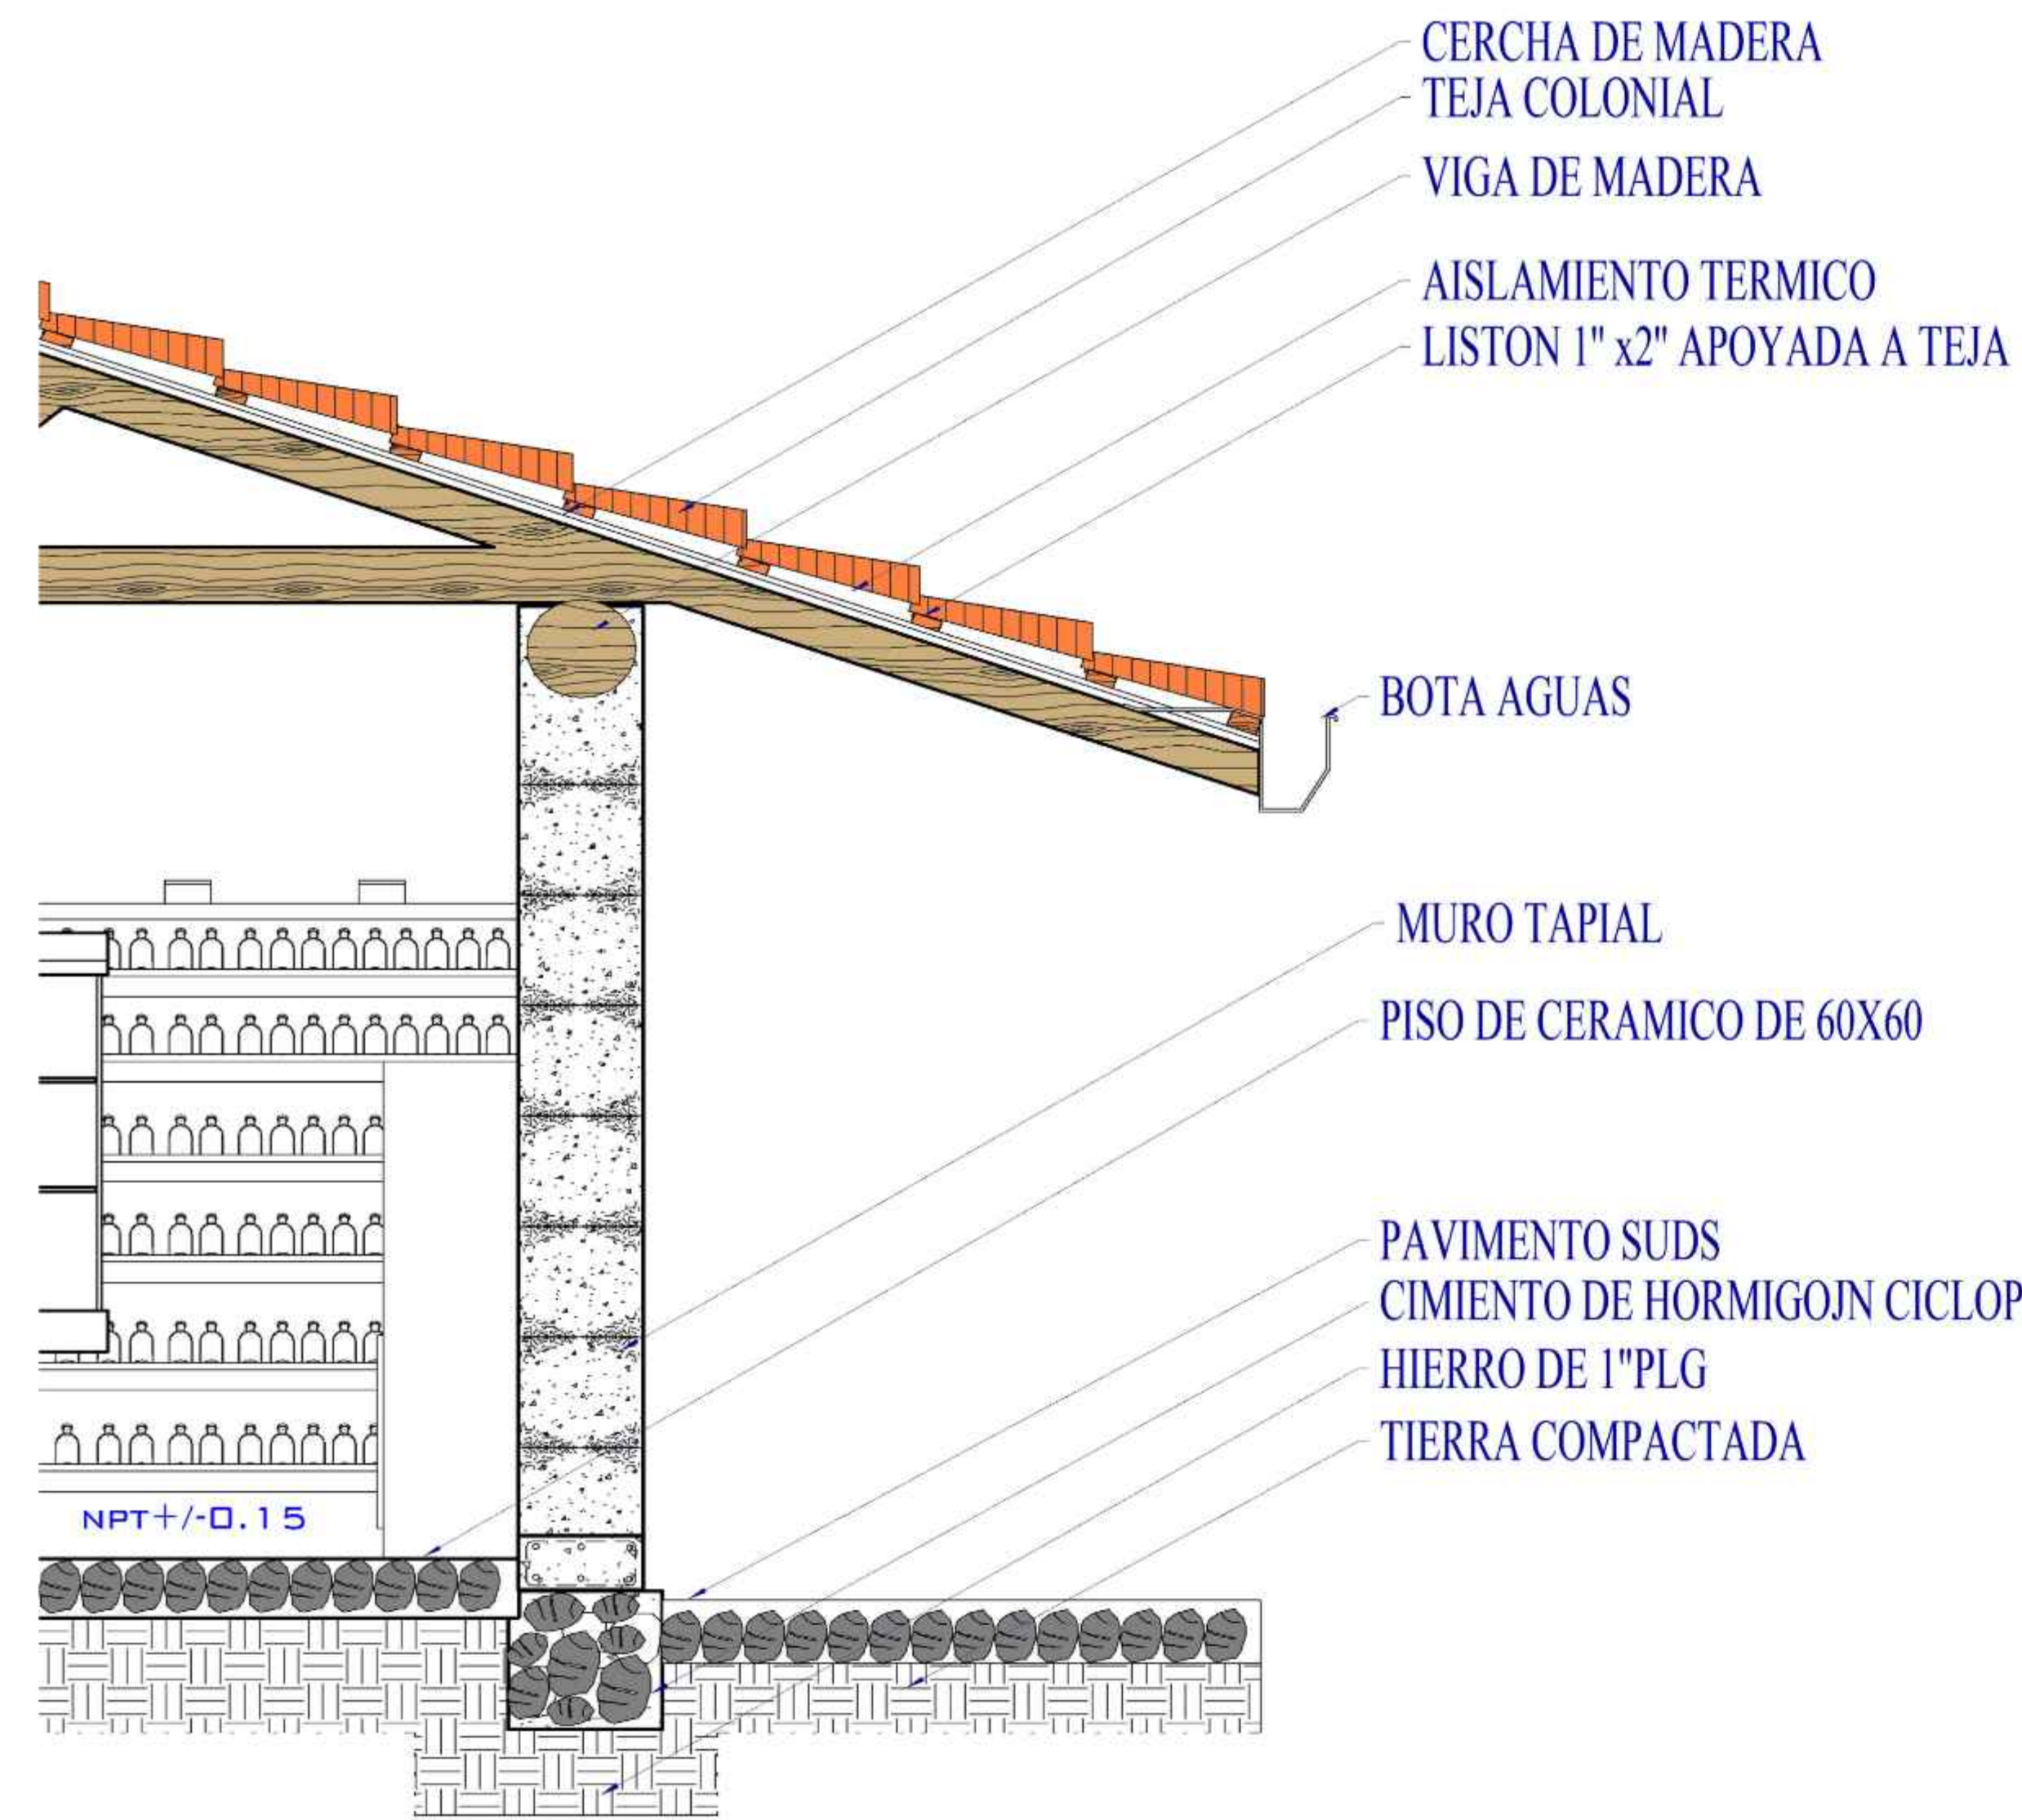 CERCHA DE MADERA
TEJA COLONIAL
VIGA DE MADERA
AISLAMIENTO TERMICO
LISTON 1" x2" APOYADA A TEJA
BOTA AGUAS
MURO TAPIAL
PISO DE CERAMICO DE 60X60
PAVIMENTO SUDS
CIMIENTO DE HORMIGOJN CICLOP
HIERRO DE 1"PLG
TIERRA COMPACTADA
NPT+/-0.15